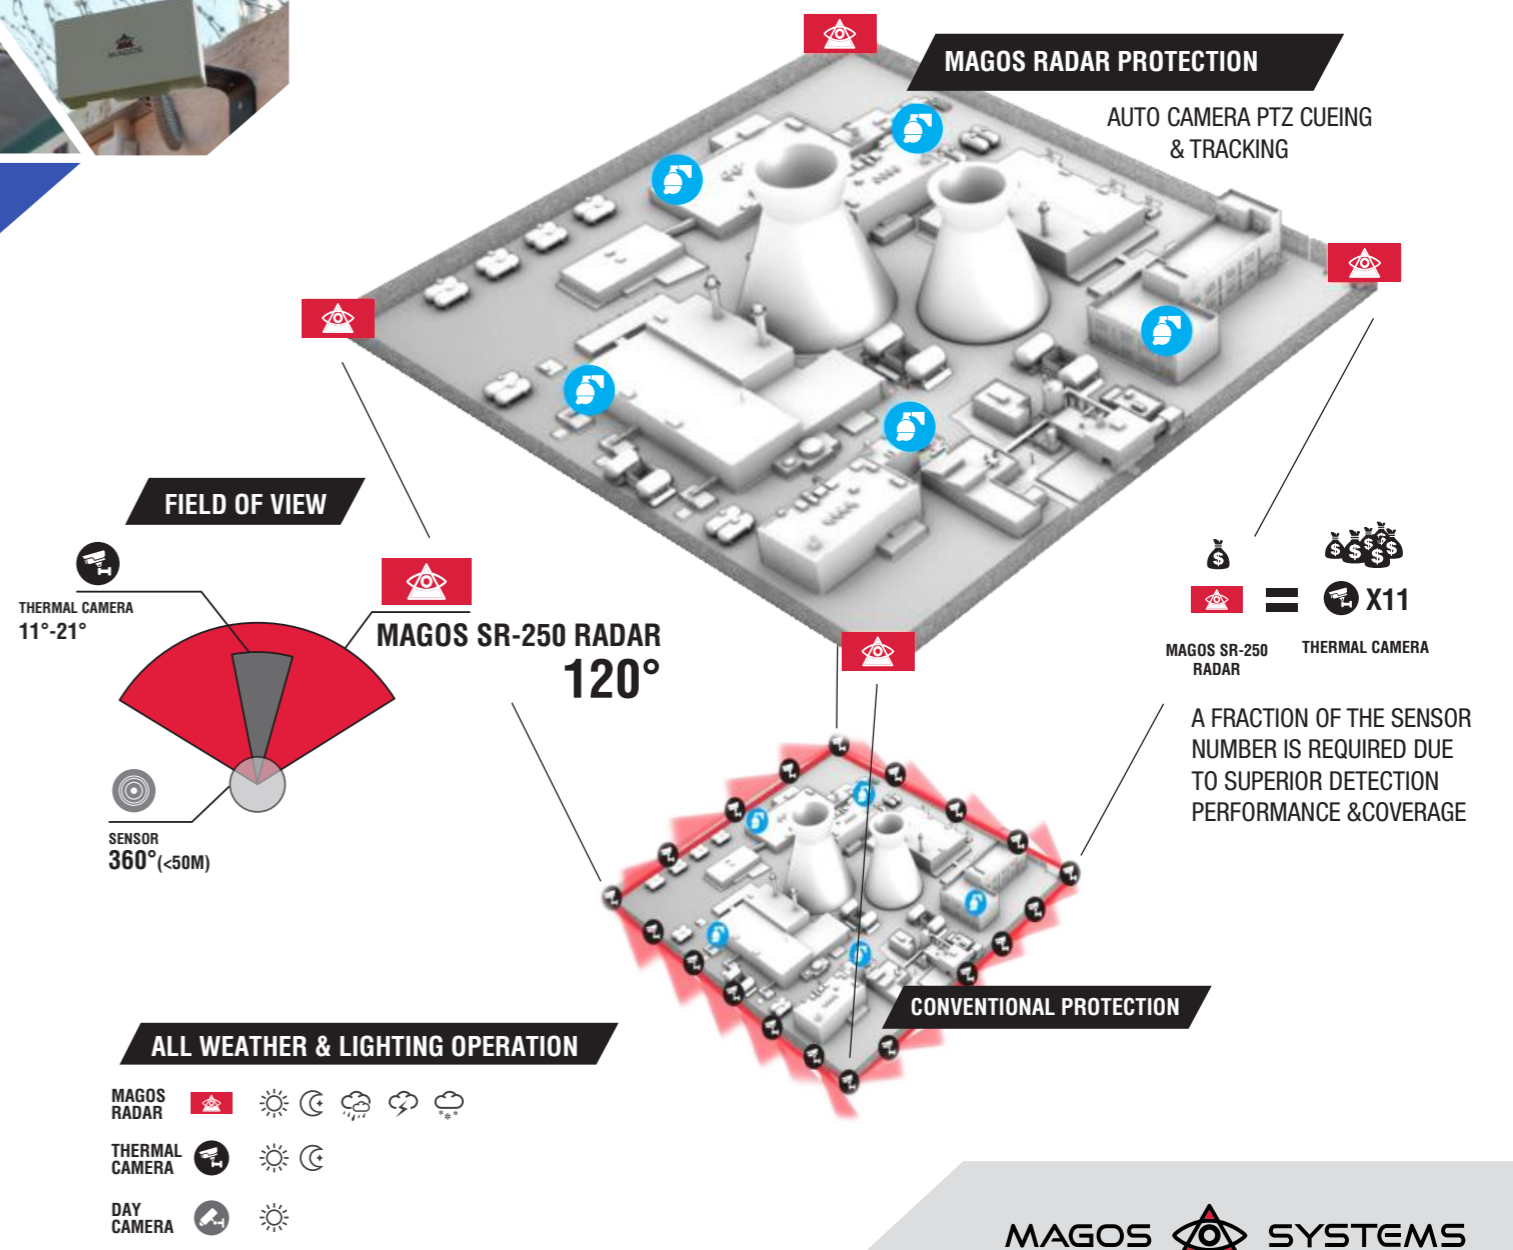 MAGOS
MAGOS RADAR PROTECTION
AUTO CAMERA PTZ CUEING
& TRACKING
FIELD OF VIEW
THERMAL CAMERA
11°-21°
MAGOS SR-250 RADAR
120°
SENSOR
360°(<50M)
$
$ $ $ $ $
X11
MAGOS SR-250
RADAR
THERMAL CAMERA
A FRACTION OF THE SENSOR
NUMBER IS REQUIRED DUE
TO SUPERIOR DETECTION
PERFORMANCE &COVERAGE
CONVENTIONAL PROTECTION
ALL WEATHER & LIGHTING OPERATION
MAGOS
RADAR
THERMAL
CAMERA
DAY
CAMERA
MAGOS SYSTEMS